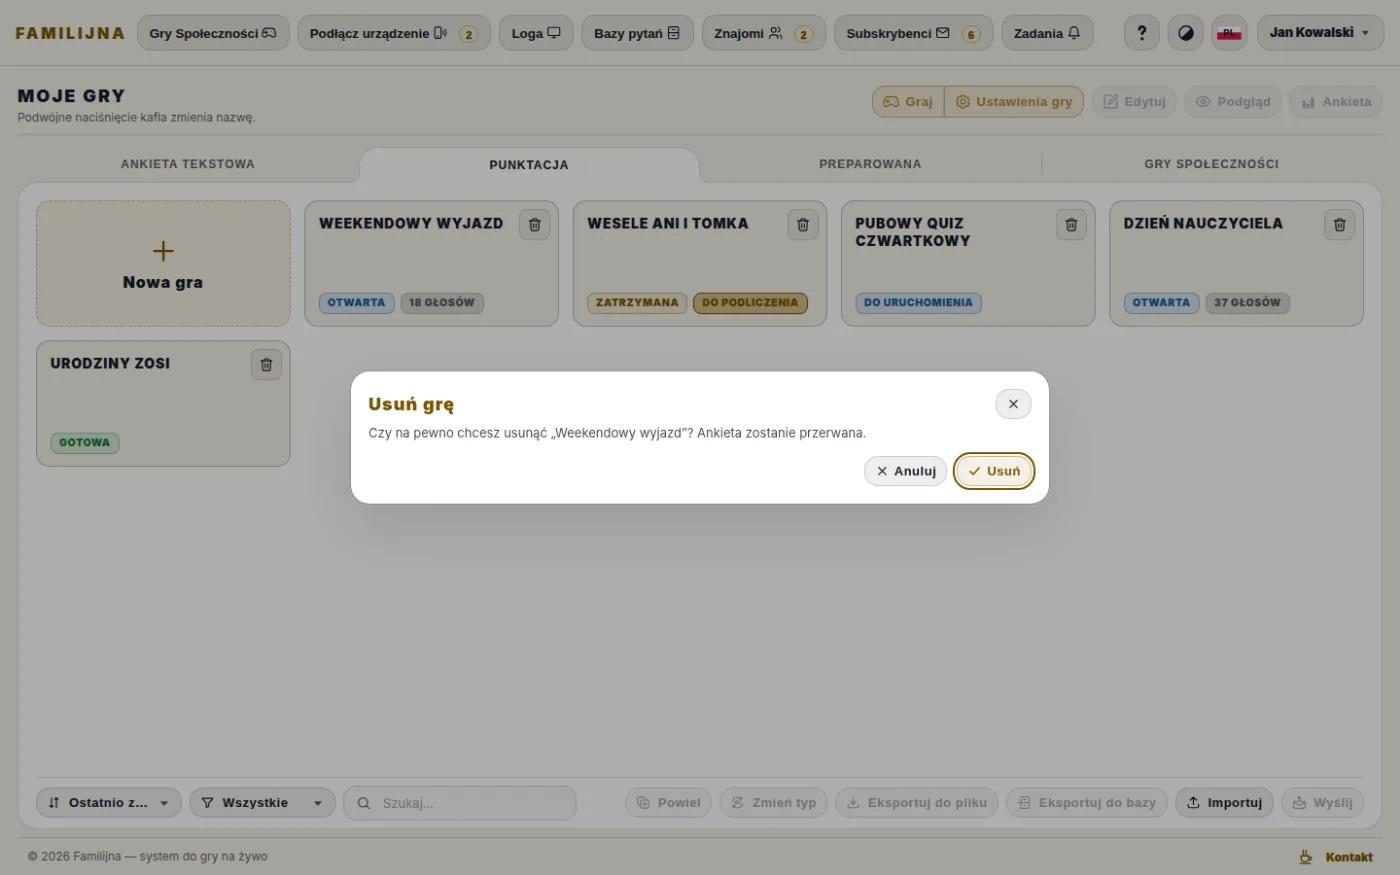 FAMILIJNA
Gry Społeczności
Podłącz urządzenie 2
Loga
Bazy pytań
Znajomi 2
Subskrybenci 6
Zadania
?
PL
Jan Kowalski
MOJE GRY
Podwójne naciśnięcie kafla zmienia nazwę.
Graj
Ustawienia gry
Edytuj
Podgląd
Ankieta
ANKIETA TEKSTOWA
PUNKTACJA
PREPAROWANA
GRY SPOŁECZNOŚCI
Nowa gra
WEEKENDOWY WYJAZD
OTWARTA
18 GŁOSÓW
WESELE ANI I TOMKA
ZATRZYMANA
DO PODLICZENIA
PUBOWY QUIZ
CZWARTKOWY
DO URUCHOMIENIA
DZIEŃ NAUCZYCIELA
OTWARTA
37 GŁOSÓW
URODZINY ZOSI
GOTOWA
Usuń grę
Czy na pewno chcesz usunąć „Weekendowy wyjazd”? Ankieta zostanie przerwana.
Anuluj
Usuń
Ostatnio z...
Wszystkie
Szukaj...
Powiel
Zmień typ
Eksportuj do pliku
Eksportuj do bazy
Importuj
Wyślij
© 2026 Familijna — system do gry na żywo
Kontakt